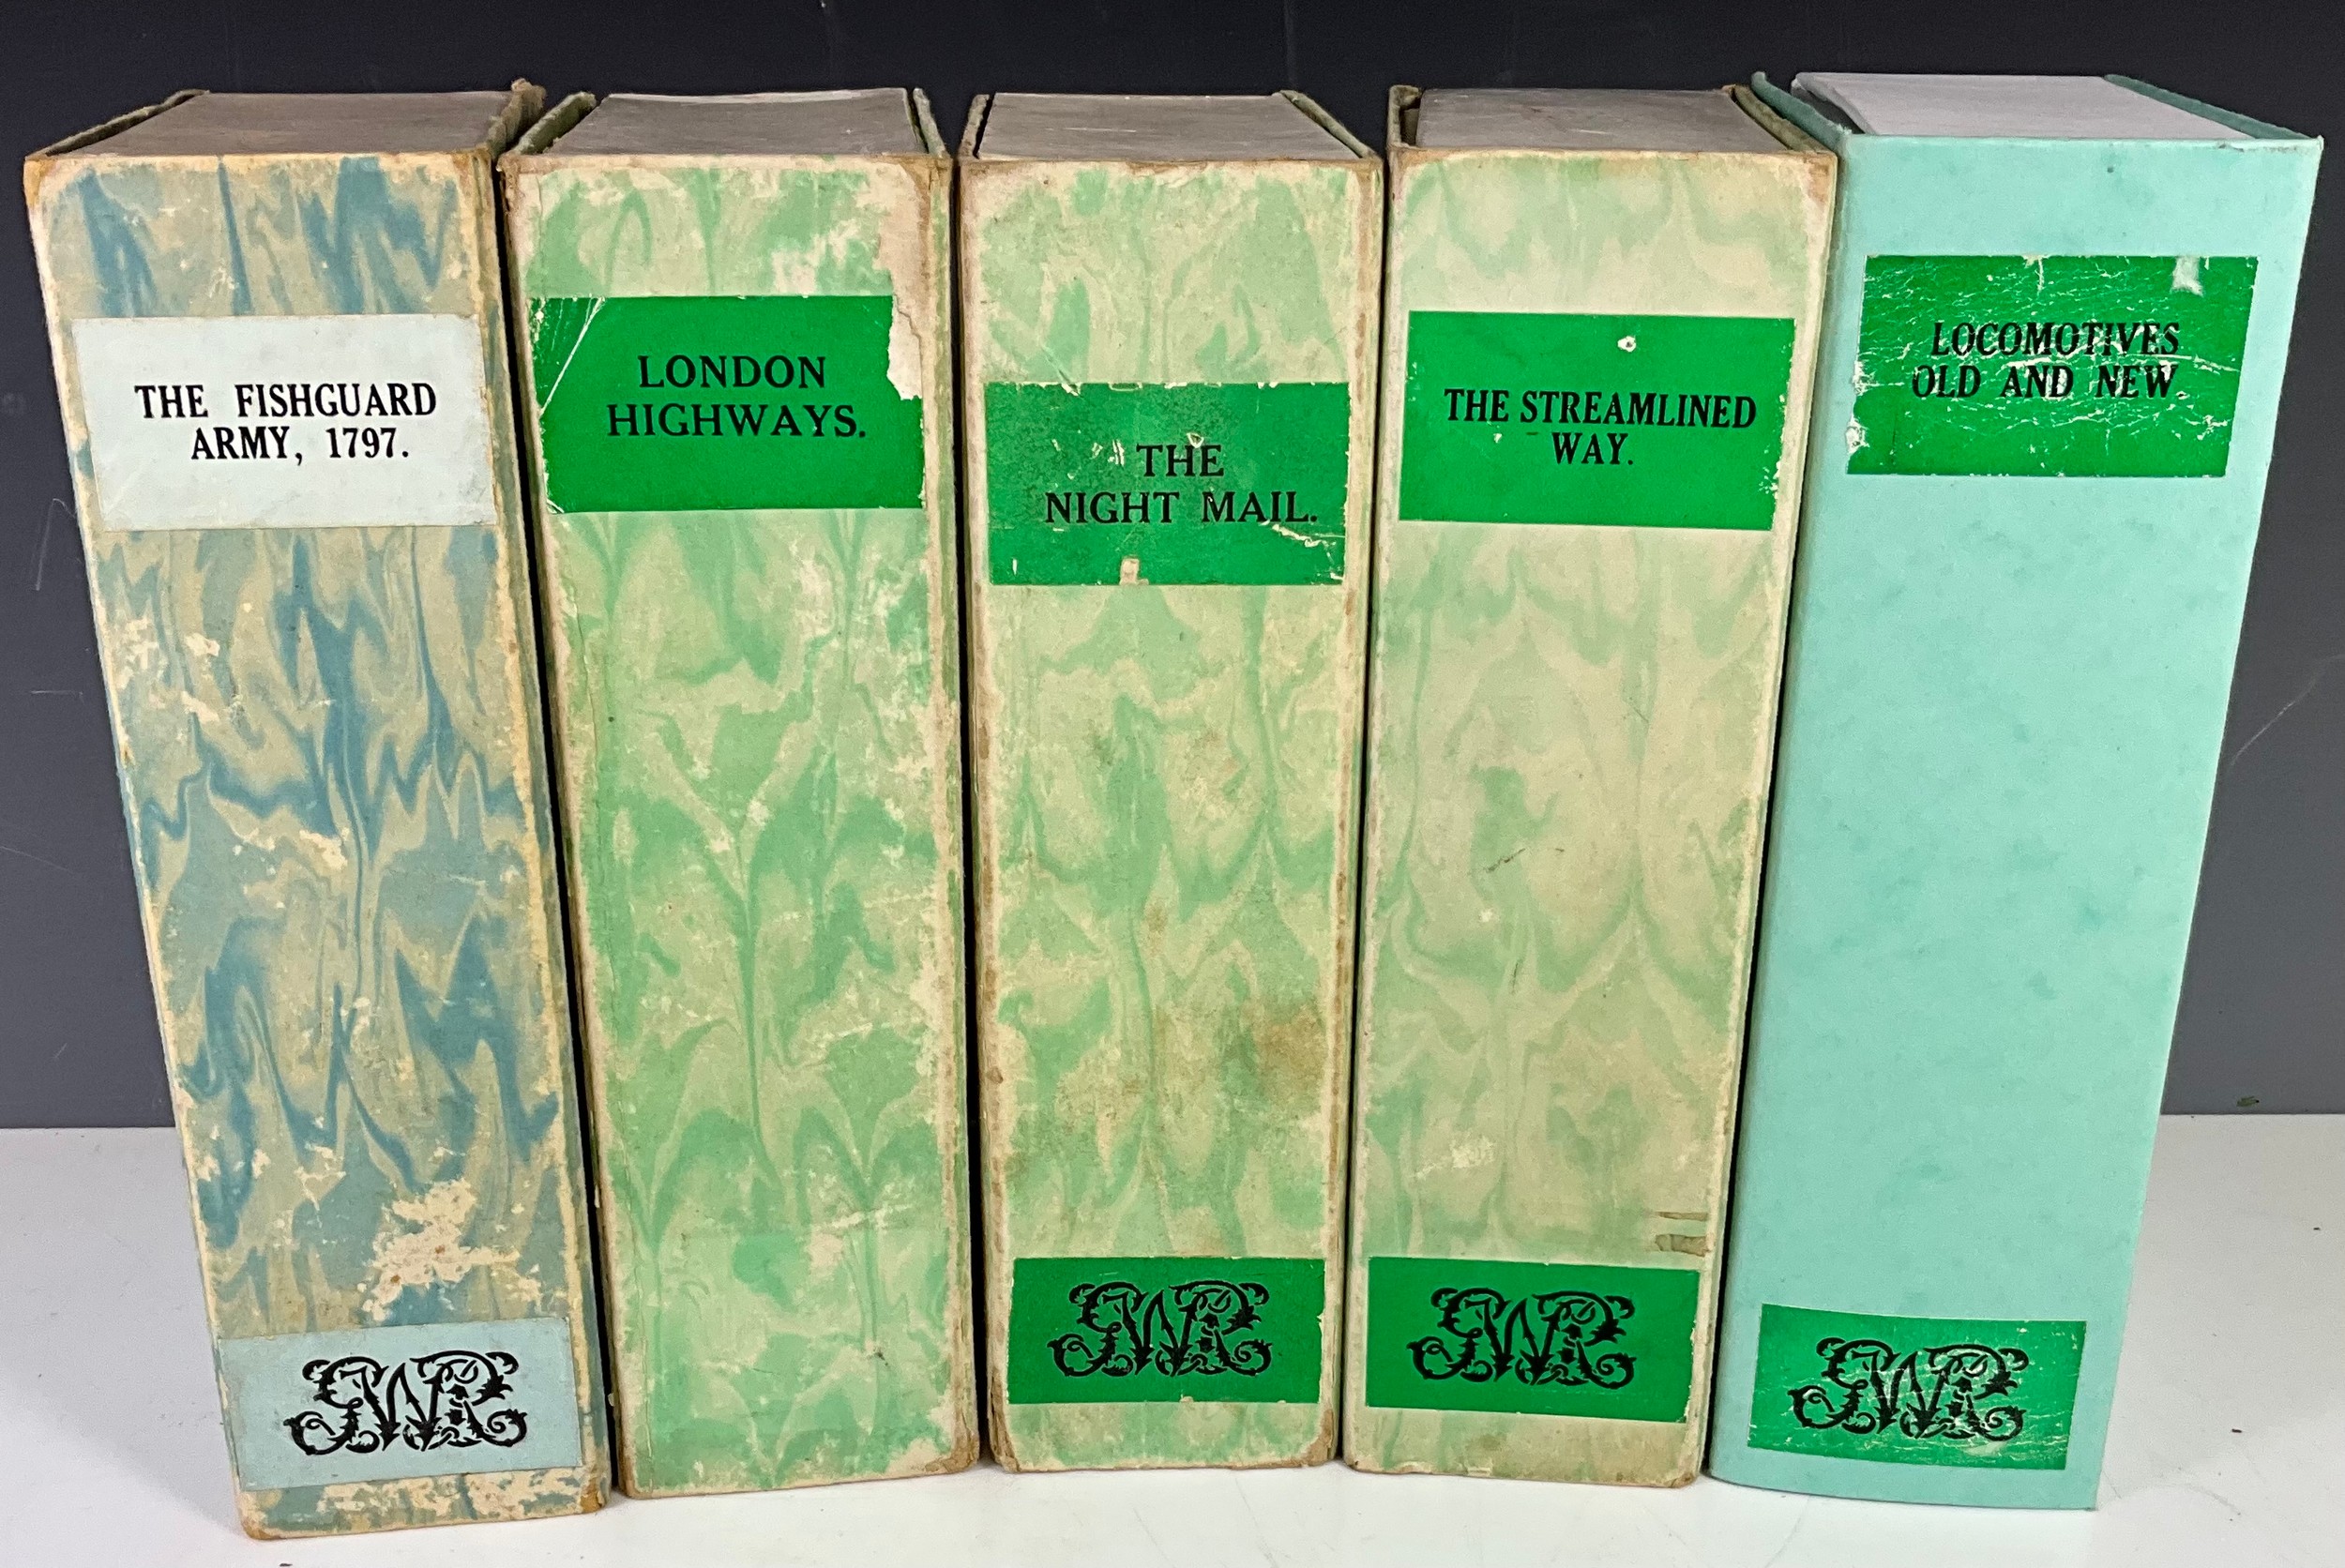 THE FISHGUARD
ARMY, 1797.
GWR
LONDON
HIGHWAYS.
THE
NIGHT MAIL.
GWR
THE STREAMLINED
WAY.
GWR
LOCOMOTIVES
OLD AND NEW.
GWR